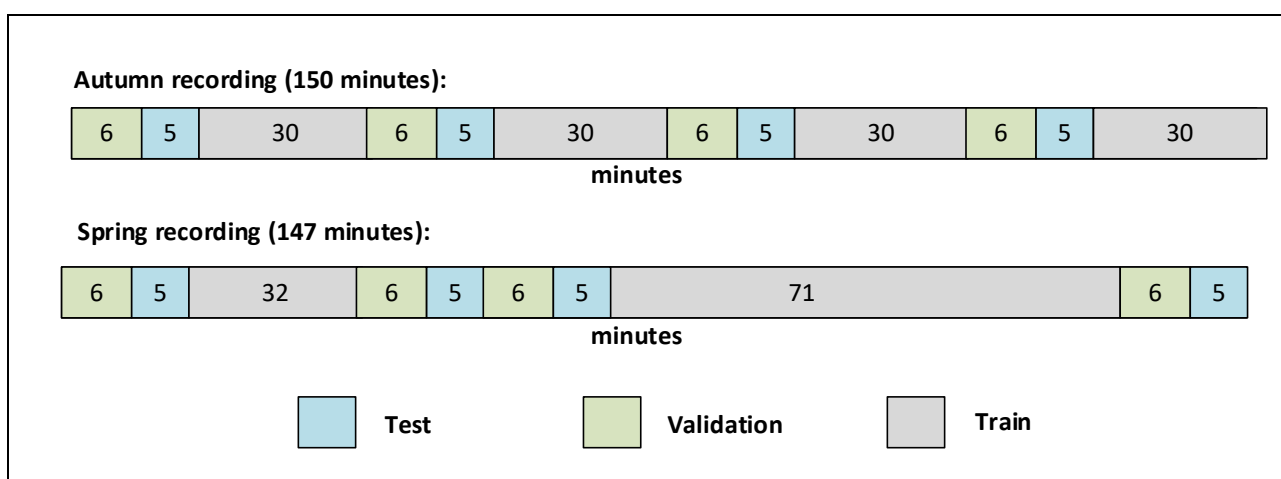 Autumn recording (150 minutes):
6 5 30 6 5 30 6 5 30 6 5 30
minutes
Spring recording (147 minutes):
6 5 32 6 5 6 5 71 6 5
minutes
Test Validation Train